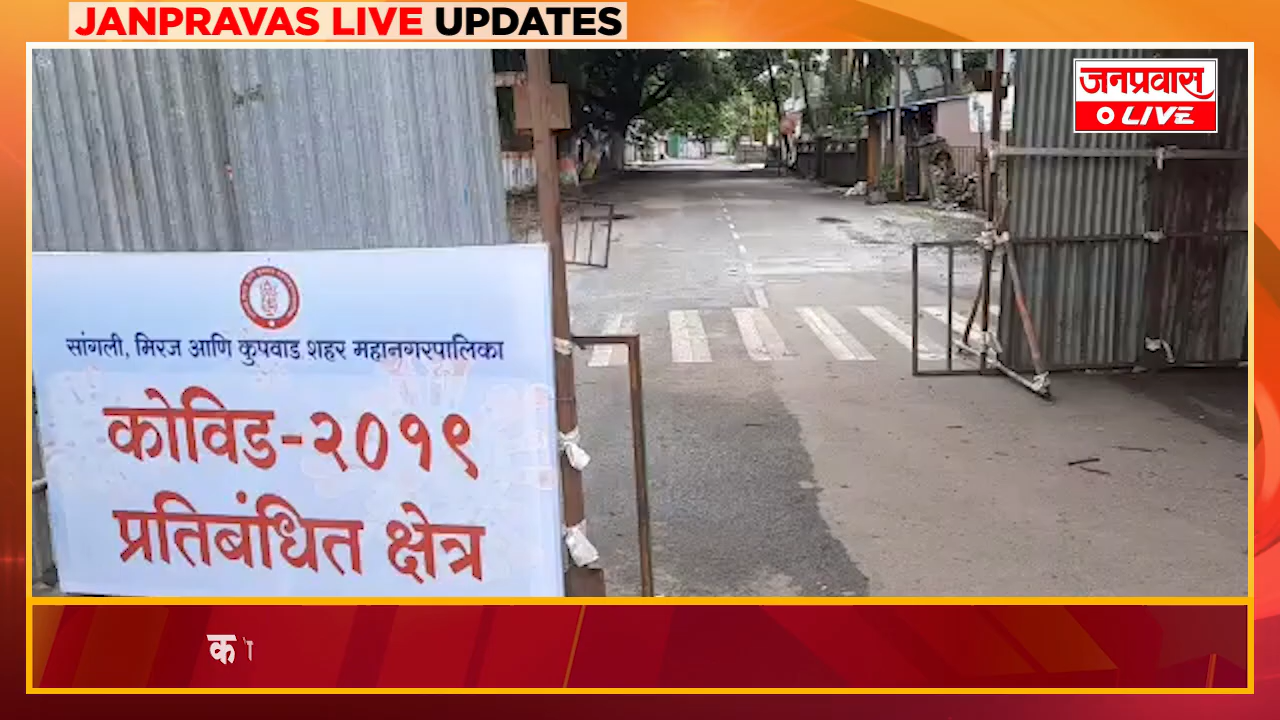 JANPRAVAS LIVE UPDATES
जनप्रवास
LIVE
सांगली, मिरज आणि कुपवाड शहर महानगरपालिका
कोविड-२०१९
प्रतिबंधित क्षेत्र